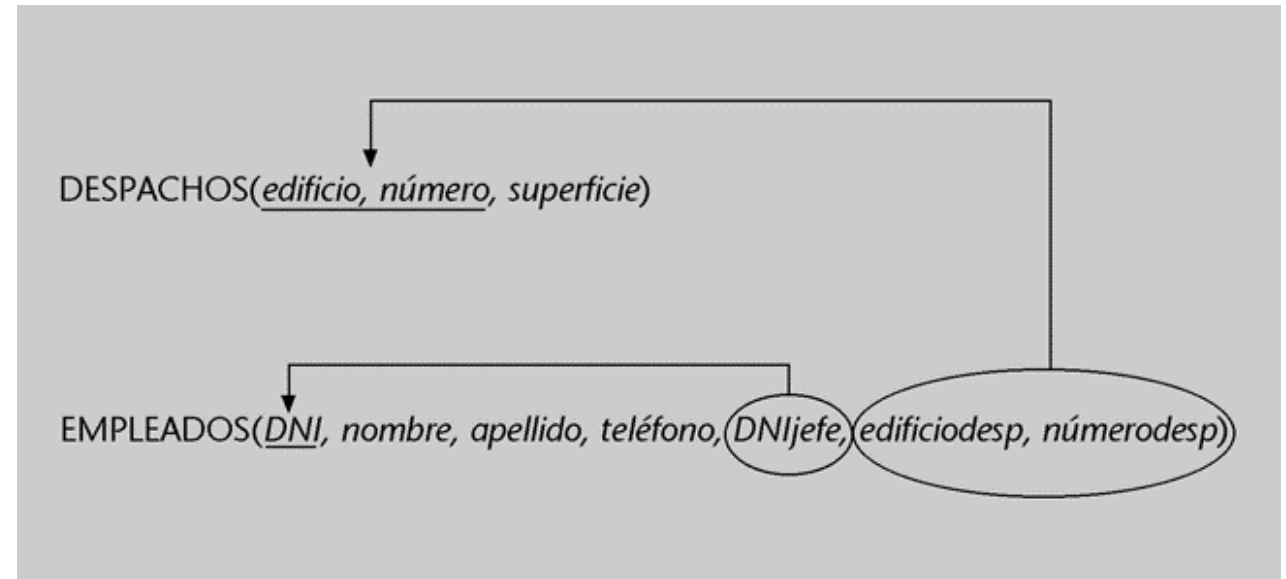 DESPACHOS(edificio, número, superficie)
EMPLEADOS(DNI, nombre, apellido, teléfono, DNIjefe, edificiodesp, númerodesp)